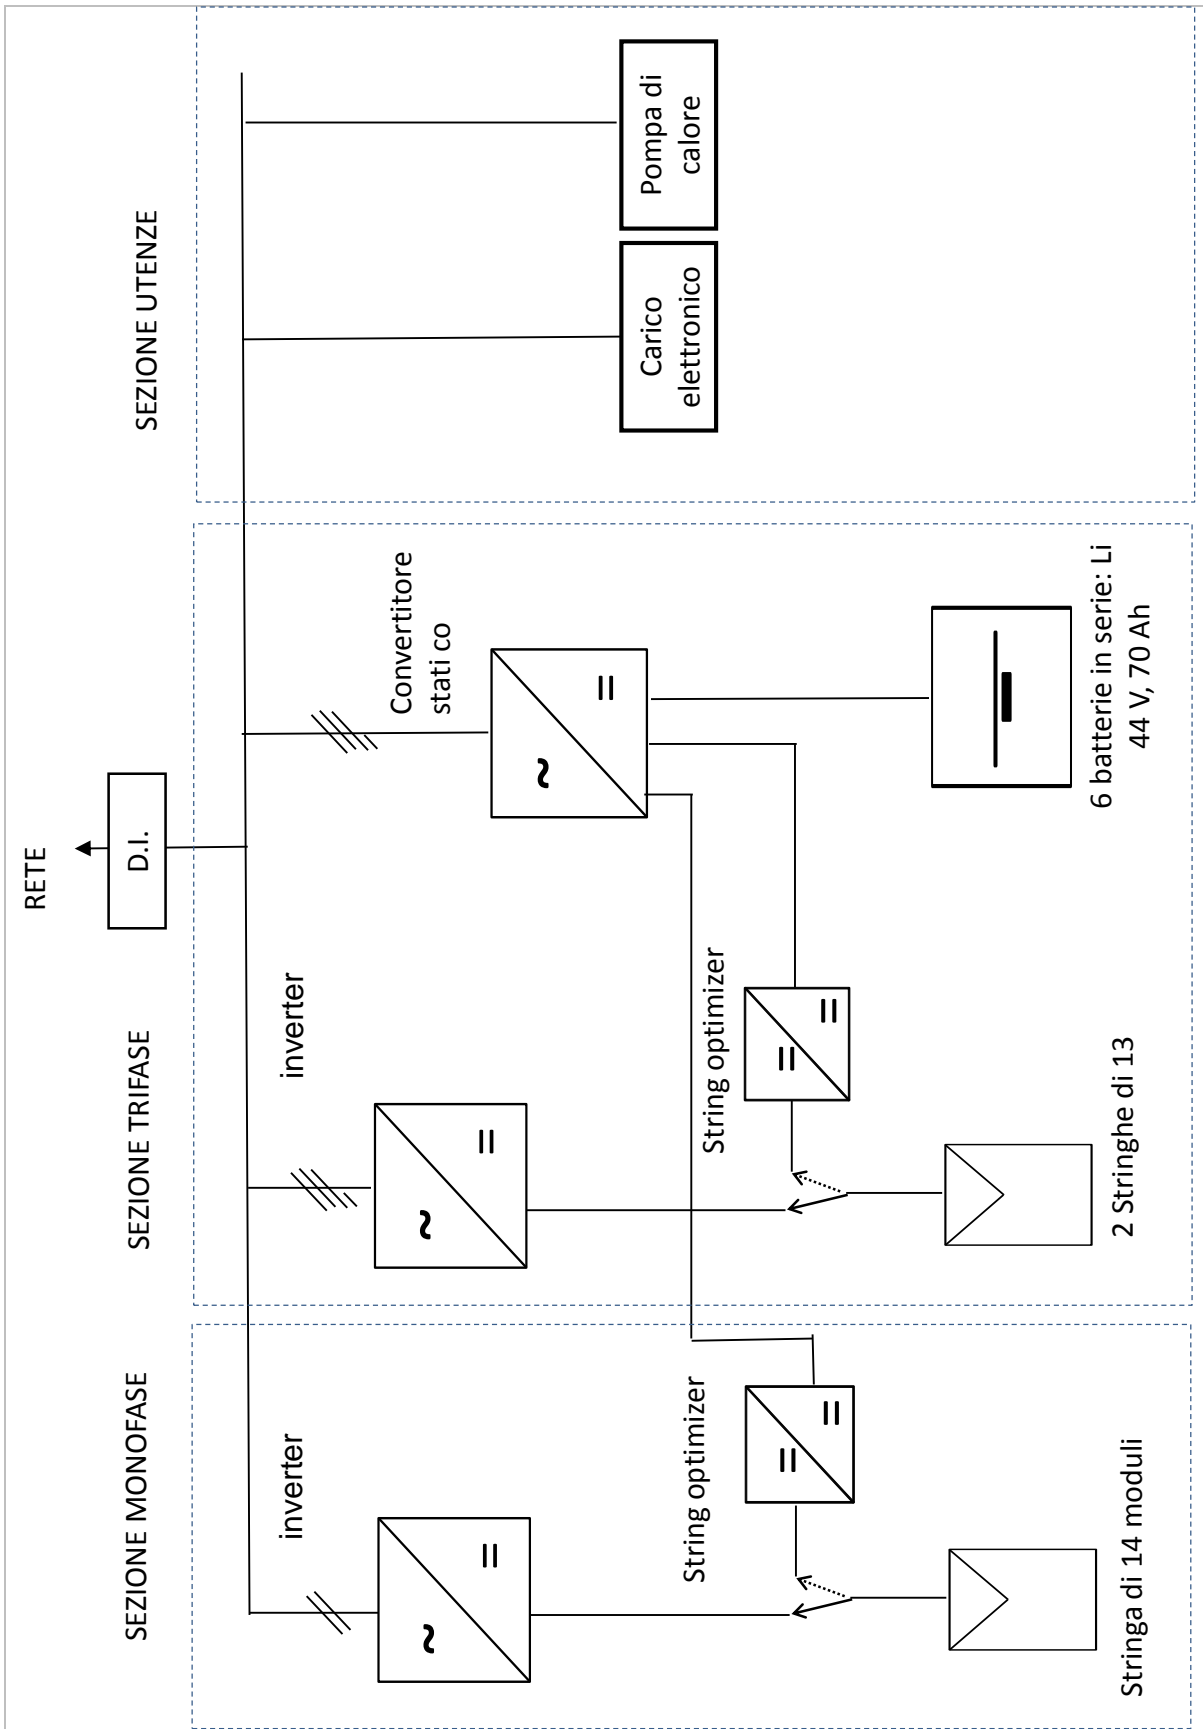 RETE
D.I.
SEZIONE MONOFASE
SEZIONE TRIFASE
SEZIONE UTENZE
inverter
~
=
inverter
~
=
Convertitore
stati co
~
=
String optimizer
=
=
String optimizer
=
=
Carico
elettronico
Pompa di
calore
Stringa di 14 moduli
2 Stringhe di 13
6 batterie in serie: Li
44 V, 70 Ah